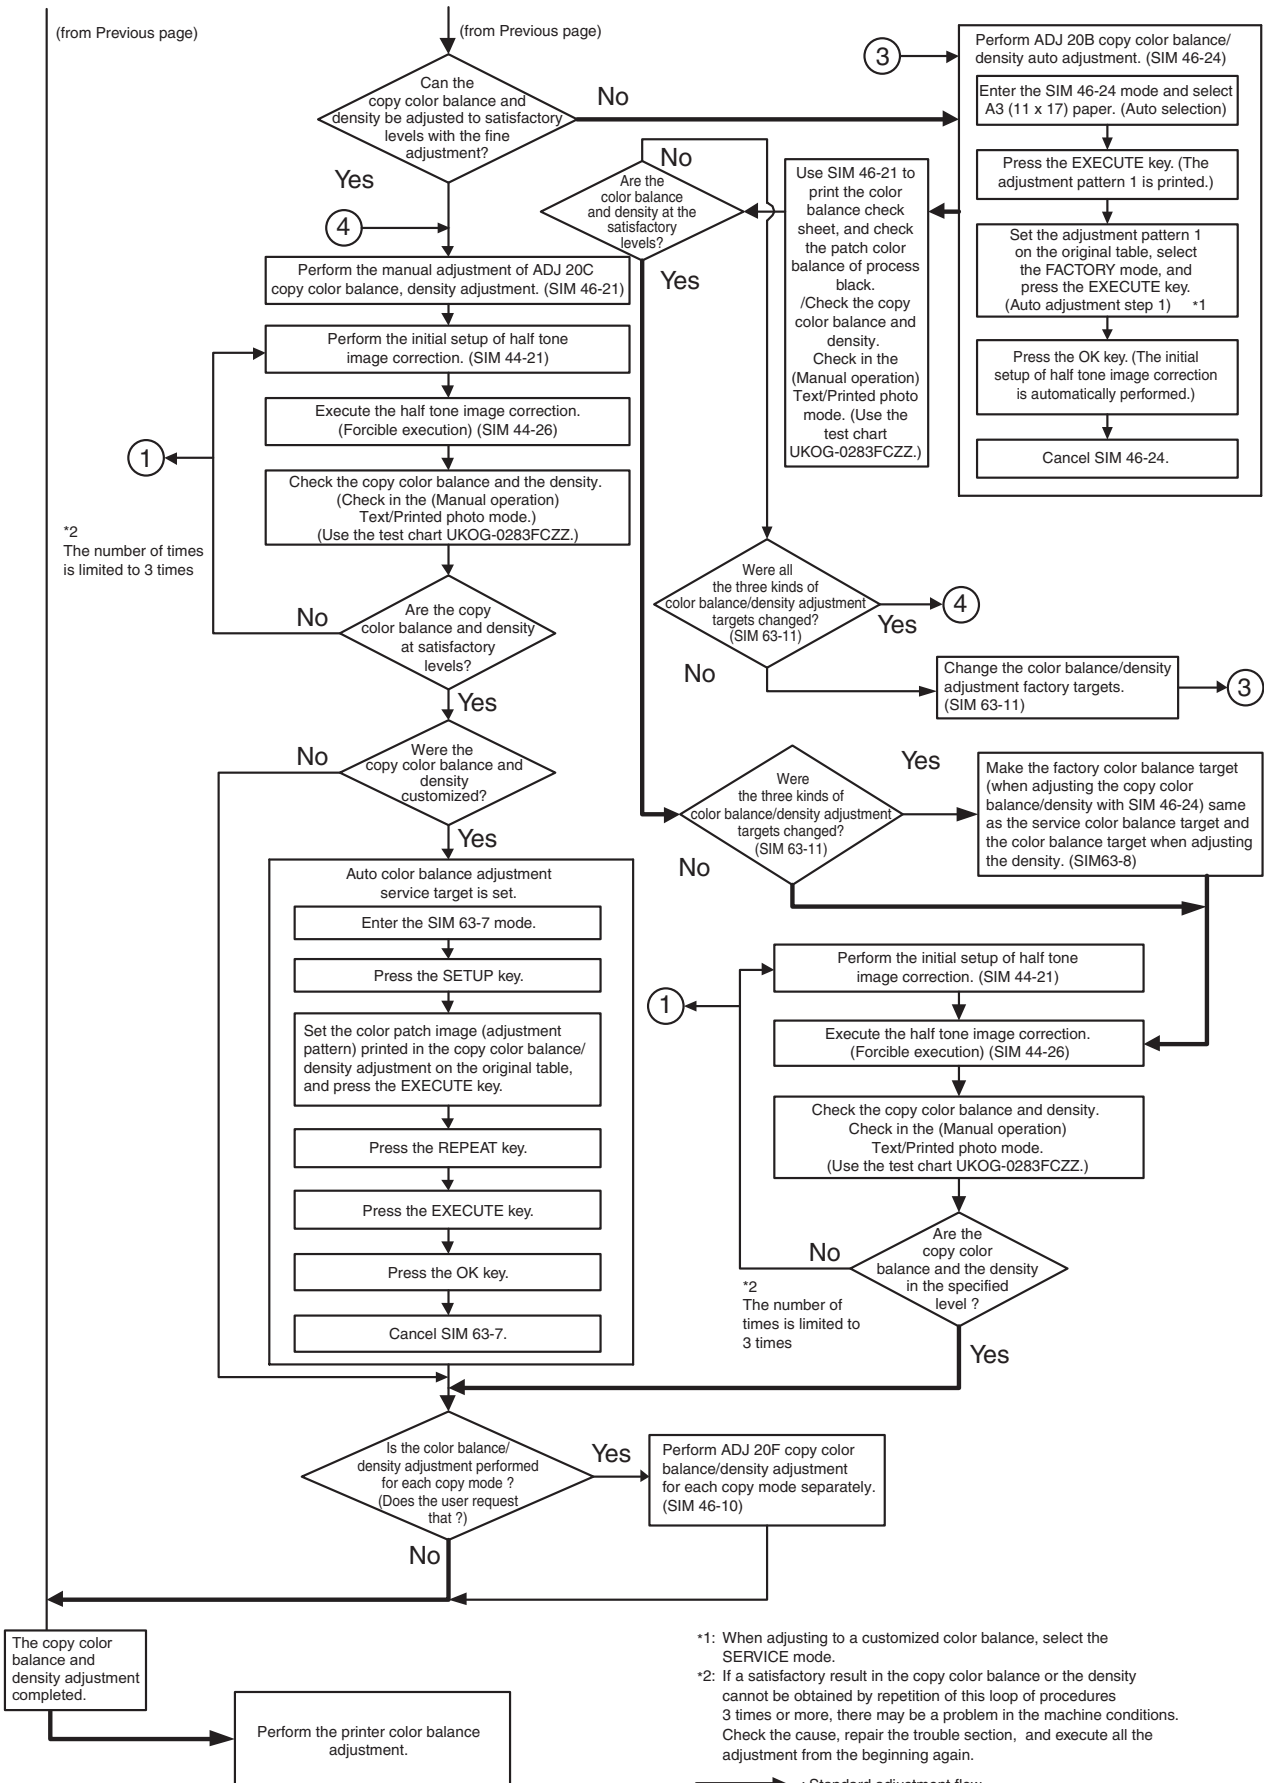 (from Previous page)
(from Previous page)
Can the
copy color balance and
density be adjusted to satisfactory
levels with the fine
adjustment?
No
Yes
3
Perform ADJ 20B copy color balance/
density auto adjustment. (SIM 46-24)
Enter the SIM 46-24 mode and select
A3 (11 x 17) paper. (Auto selection)
Press the EXECUTE key. (The
adjustment pattern 1 is printed.)
Set the adjustment pattern 1
on the original table, select
the FACTORY mode, and
press the EXECUTE key.
(Auto adjustment step 1) *1
Press the OK key. (The initial
setup of half tone image correction
is automatically performed.)
Cancel SIM 46-24.
Use SIM 46-21 to
print the color
balance check
sheet, and check
the patch color
balance of process
black.
/Check the copy
color balance and
density.
Check in the
(Manual operation)
Text/Printed photo
mode. (Use the
test chart
UKOG-0283FCZZ.)
No
Are the
color balance
and density at the
satisfactory
levels?
Yes
4
Perform the manual adjustment of ADJ 20C
copy color balance, density adjustment. (SIM 46-21)
Perform the initial setup of half tone
image correction. (SIM 44-21)
Execute the half tone image correction.
(Forcible execution) (SIM 44-26)
1
Check the copy color balance and the density.
(Check in the (Manual operation)
Text/Printed photo mode.)
(Use the test chart UKOG-0283FCZZ.)
*2
The number of times
is limited to 3 times
No
Are the copy
color balance and density
at satisfactory
levels?
Yes
Were all
the three kinds of
color balance/density adjustment
targets changed?
(SIM 63-11)
Yes
4
No
Change the color balance/density
adjustment factory targets.
(SIM 63-11)
3
No
Were the
copy color balance and
density
customized?
Yes
Were
the three kinds of
color balance/density adjustment
targets changed?
(SIM 63-11)
Yes
No
Make the factory color balance target
(when adjusting the copy color
balance/density with SIM 46-24) same
as the service color balance target and
the color balance target when adjusting
the density. (SIM63-8)
Auto color balance adjustment
service target is set.
Enter the SIM 63-7 mode.
Press the SETUP key.
Set the color patch image (adjustment
pattern) printed in the copy color balance/
density adjustment on the original table,
and press the EXECUTE key.
Press the REPEAT key.
Press the EXECUTE key.
Press the OK key.
Cancel SIM 63-7.
Perform the initial setup of half tone
image correction. (SIM 44-21)
1
Execute the half tone image correction.
(Forcible execution) (SIM 44-26)
Check the copy color balance and density.
Check in the (Manual operation)
Text/Printed photo mode.
(Use the test chart UKOG-0283FCZZ.)
No
Are the
copy color
balance and the density
in the specified
level ?
*2
The number of
times is limited to
3 times
Yes
Is the color balance/
density adjustment performed
for each copy mode ?
(Does the user request
that ?)
Yes
Perform ADJ 20F copy color
balance/density adjustment
for each copy mode separately.
(SIM 46-10)
No
The copy color
balance and
density adjustment
completed.
Perform the printer color balance
adjustment.
*1: When adjusting to a customized color balance, select the
SERVICE mode.
*2: If a satisfactory result in the copy color balance or the density
cannot be obtained by repetition of this loop of procedures
3 times or more, there may be a problem in the machine conditions.
Check the cause, repair the trouble section, and execute all the
adjustment from the beginning again.
: Standard adjustment flow